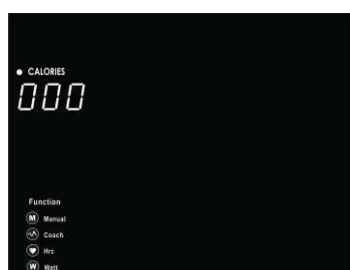 CALORIES
000
Function
M Manual
Coach
Hrc
W Watt